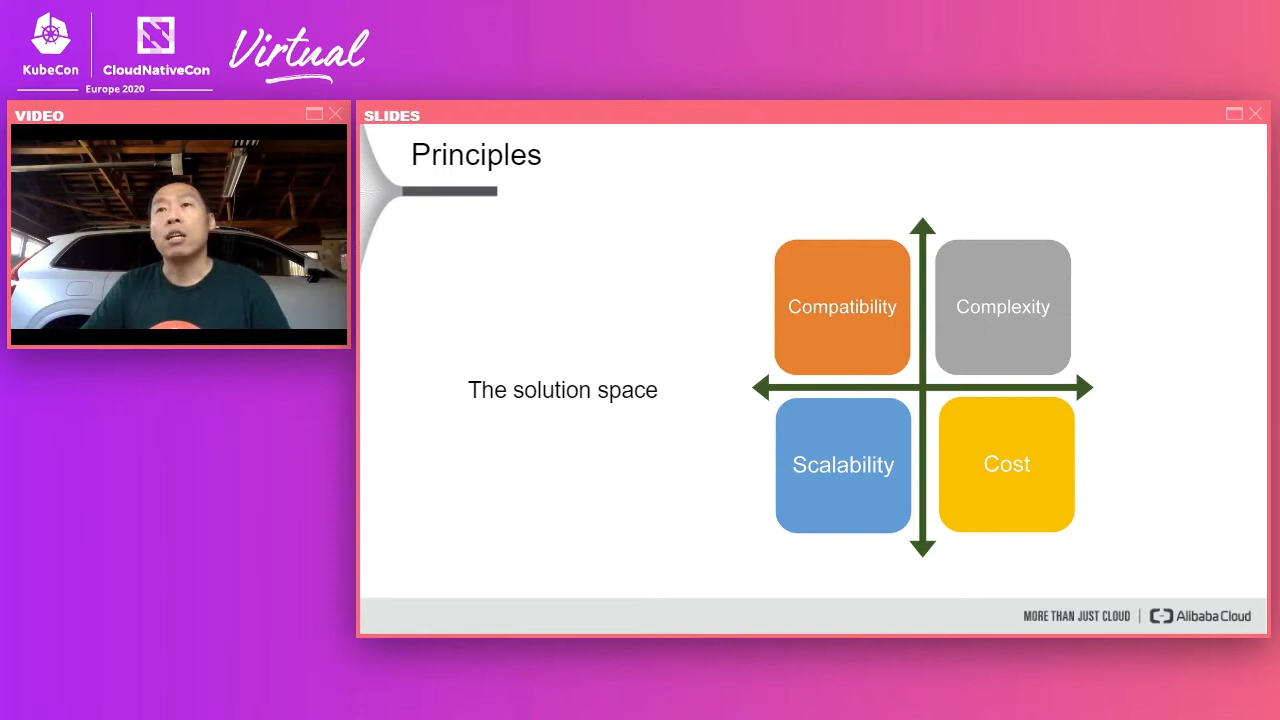 KubeCon
CloudNativeCon
Europe 2020
Virtual
VIDEO
SLIDES
Principles
Compatibility
Complexity
The solution space
Scalability
Cost
MORE THAN JUST CLOUD | Alibaba Cloud